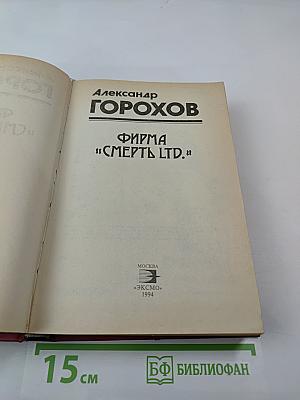 Александр
ГОРОХОВ
ФИРМА
"СМЕРТЬ LTD."
МОСКВА
«ЭКСМО»
1994
15 см
БФ БИБЛИОФАН